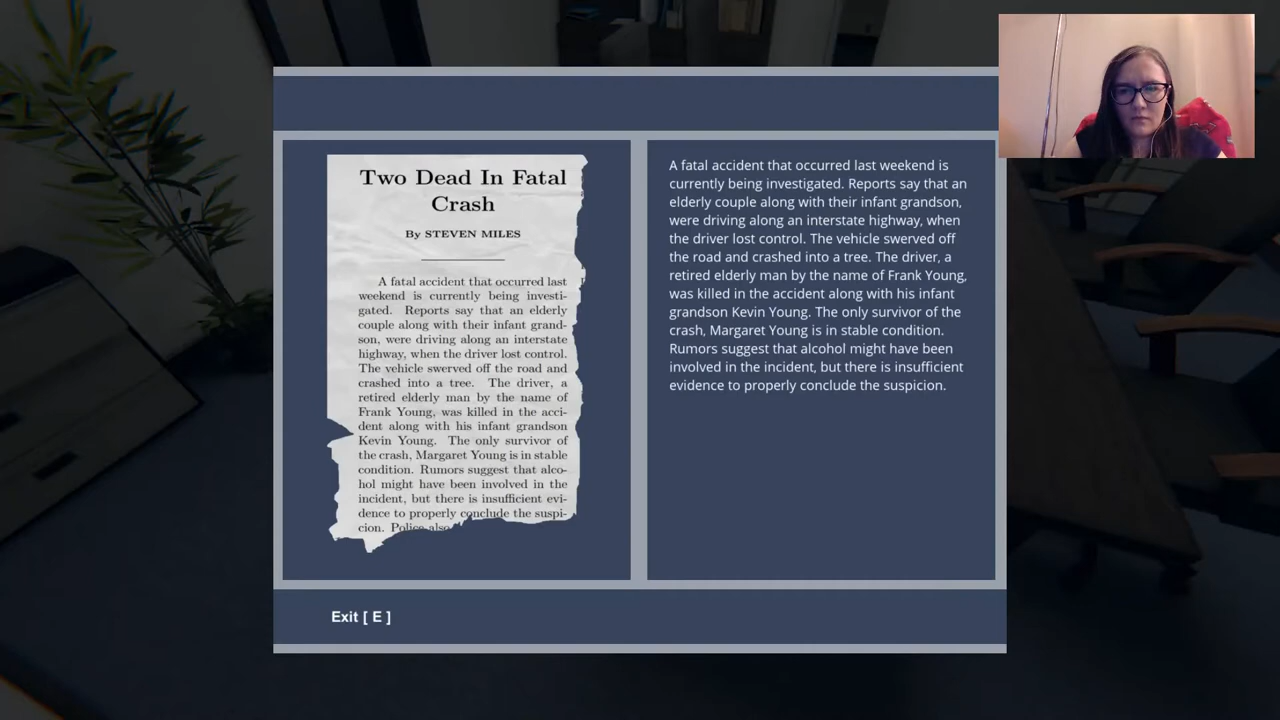 Two Dead In Fatal
Crash
By STEVEN MILES
A fatal accident that occurred last
weekend is currently being investi-
gated. Reports say that an elderly
couple along with their infant grand-
son, were driving along an interstate
highway, when the driver lost control.
The vehicle swerved off the road and
crashed into a tree. The driver, a
retired elderly man by the name of
Frank Young, was killed in the acci-
dent along with his infant grandson
Kevin Young. The only survivor of
the crash, Margaret Young is in stable
condition. Rumors suggest that alco-
hol might have been involved in the
incident, but there is insufficient evi-
dence to properly conclude the suspi-
cion. Police also
A fatal accident that occurred last weekend is
currently being investigated. Reports say that an
elderly couple along with their infant grandson,
were driving along an interstate highway, when
the driver lost control. The vehicle swerved off
the road and crashed into a tree. The driver, a
retired elderly man by the name of Frank Young,
was killed in the accident along with his infant
grandson Kevin Young. The only survivor of the
crash, Margaret Young is in stable condition.
Rumors suggest that alcohol might have been
involved in the incident, but there is insufficient
evidence to properly conclude the suspicion.
Exit [ E ]